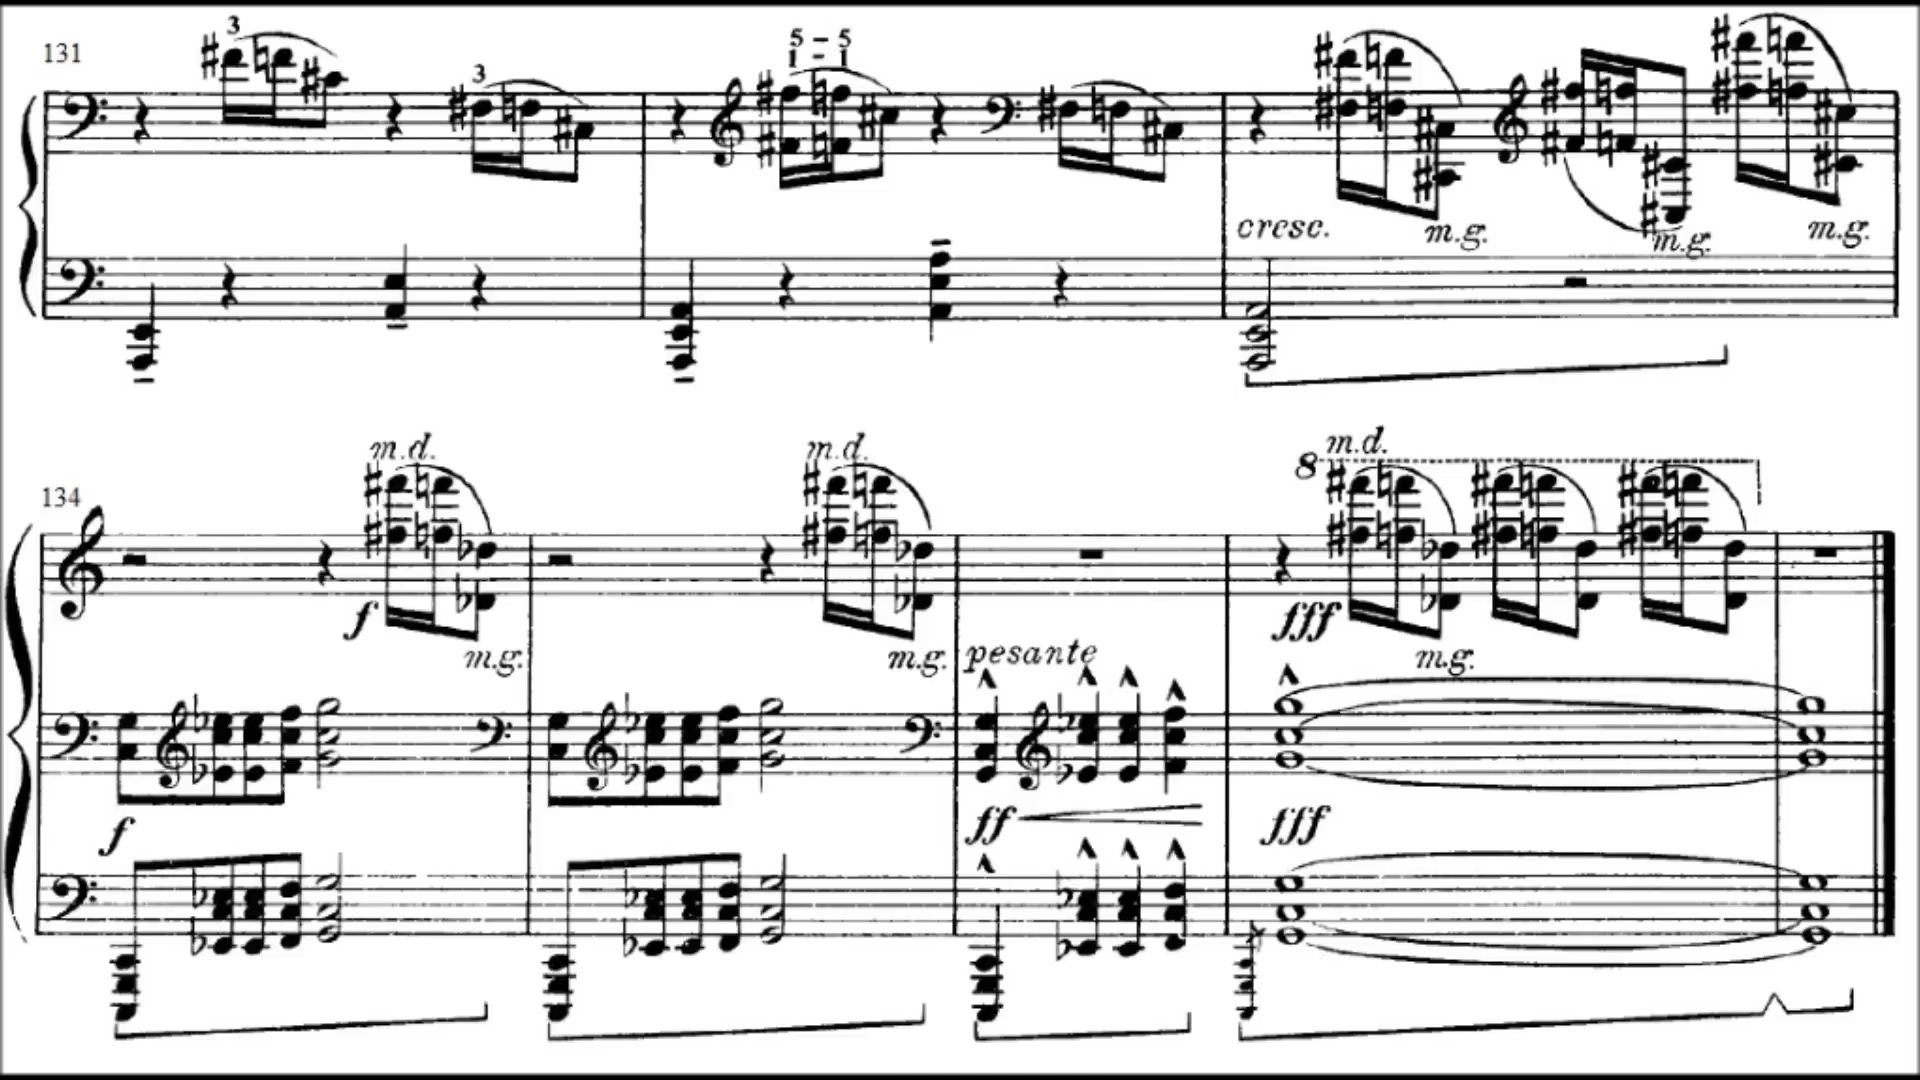 3
131
3
5 – 5
1 - 1
cresc.
m.g.
m.g.
m.g.
134
m.d.
m.d.
8
m.d.
f
fff
m.g.
m.g.
pesante
m.g.
f
ff
fff